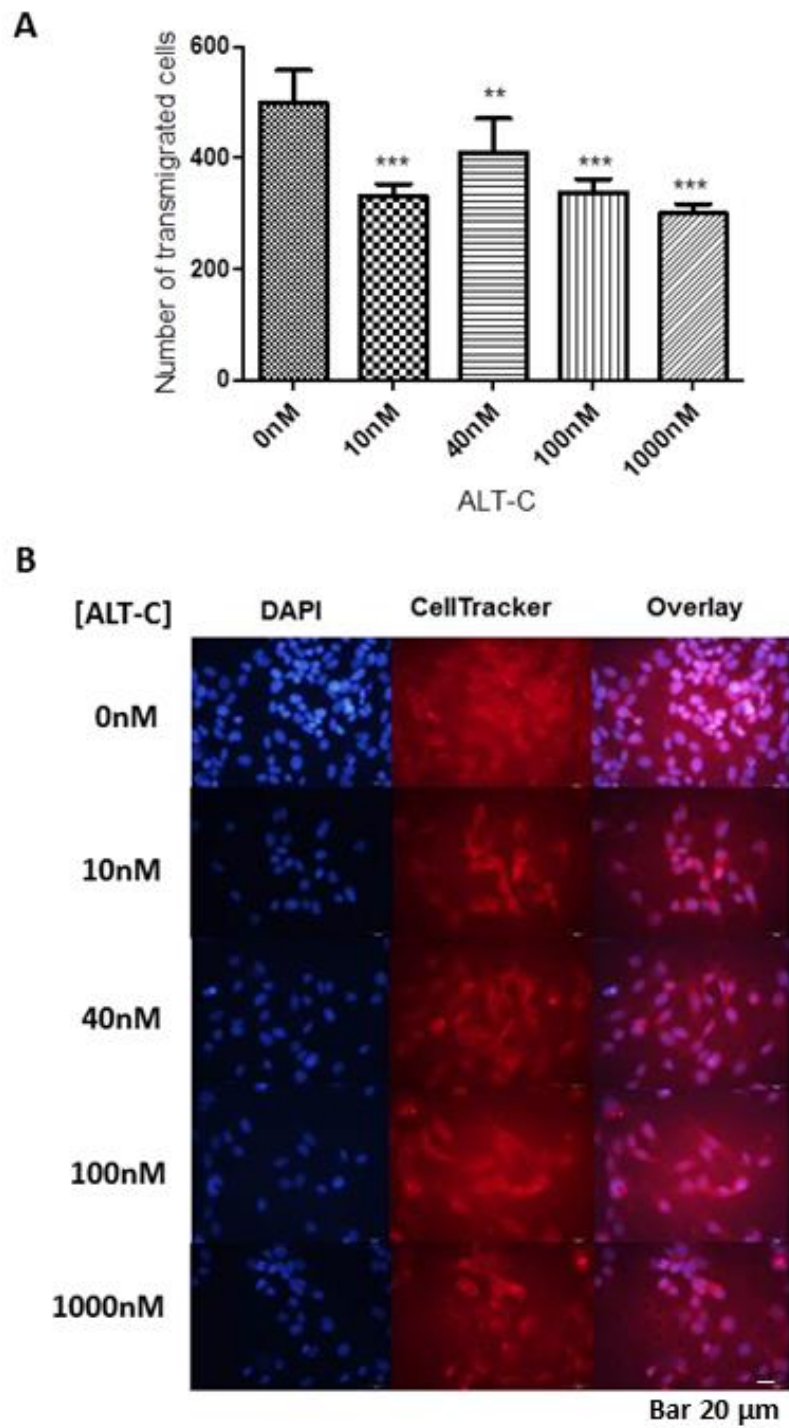 A
Number of transmigrated cells
600
400
200
0
***
**
***
***
0nM
10nM
40nM
100nM
1000nM
ALT-C
B
[ALT-C] DAPI CellTracker Overlay
0nM
10nM
40nM
100nM
1000nM
Bar 20 µm